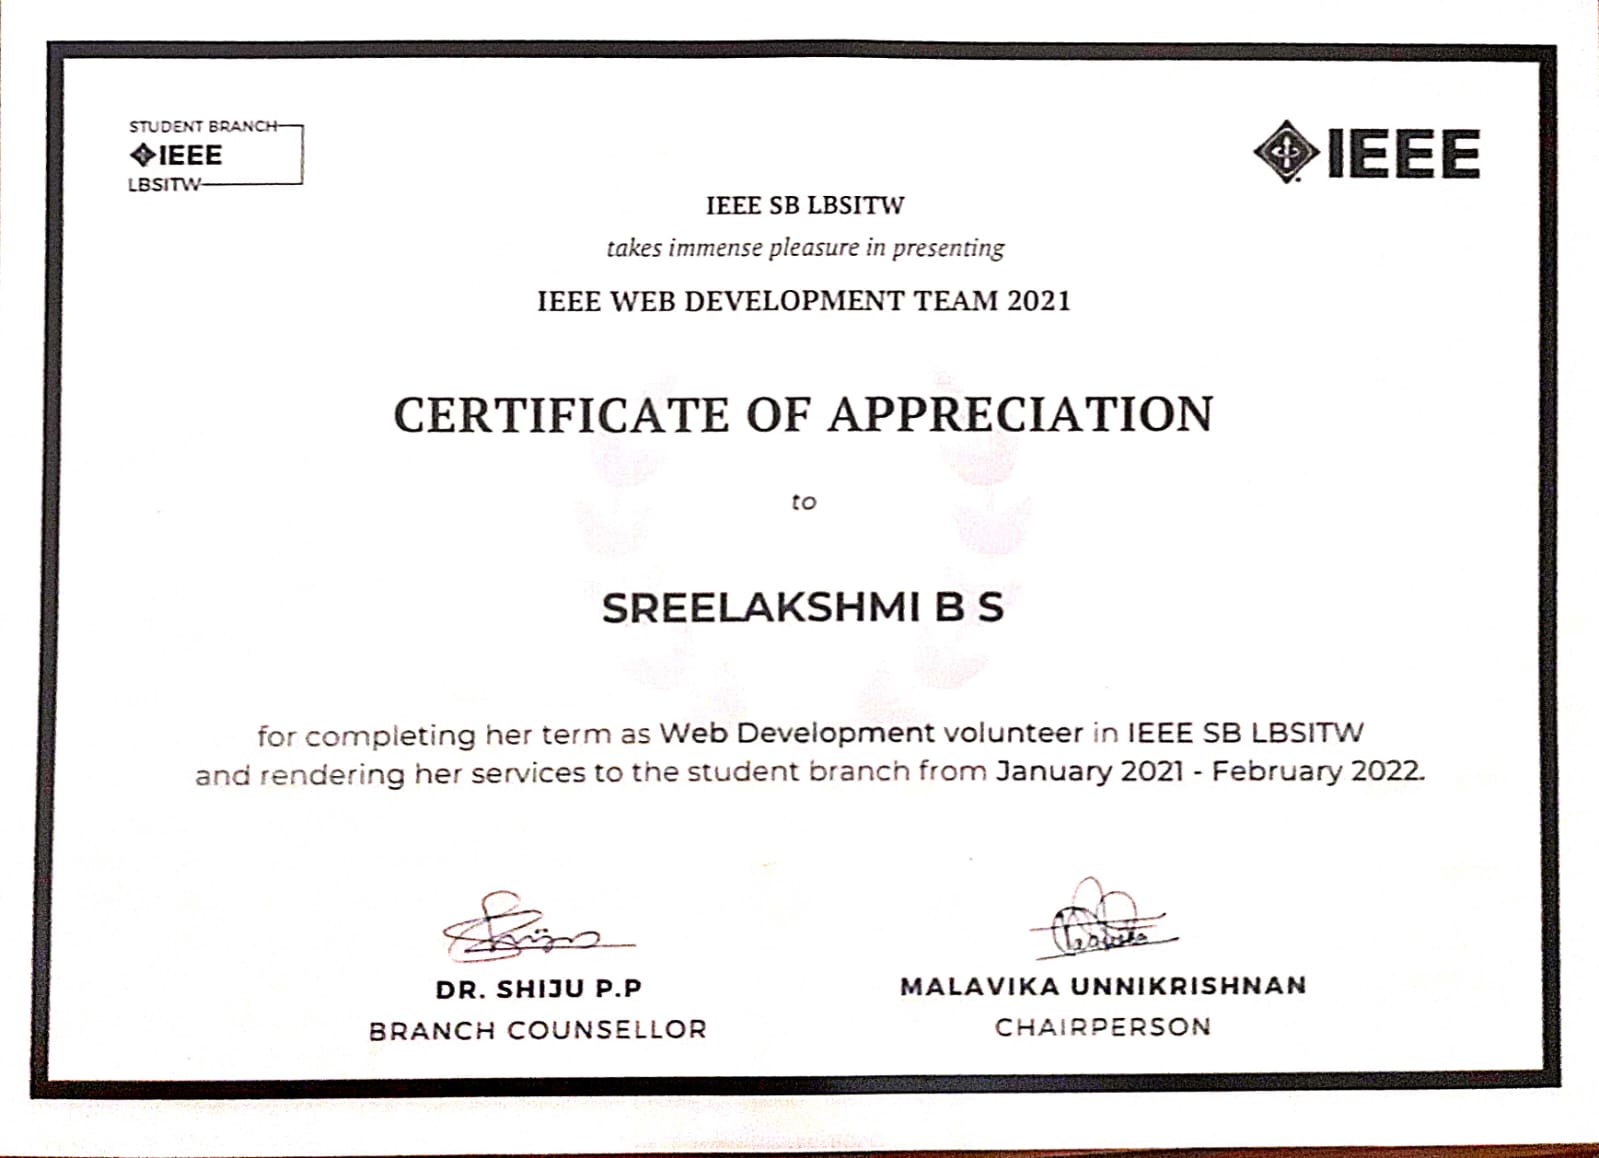 STUDENT BRANCH
IEEE
LBSITW
IEEE
IEEE SB LBSITW
takes immense pleasure in presenting
IEEE WEB DEVELOPMENT TEAM 2021
CERTIFICATE OF APPRECIATION
to
SREELAKSHMI B S
for completing her term as Web Development volunteer in IEEE SB LBSITW
and rendering her services to the student branch from January 2021 - February 2022.
DR. SHIJU P.P
BRANCH COUNSELLOR
MALAVIKA UNNIKRISHNAN
CHAIRPERSON